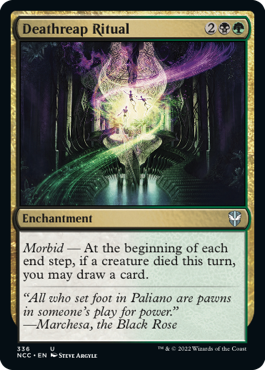 Deathreap Ritual 2
Enchantment
Morbid — At the beginning of each
end step, if a creature died this turn,
you may draw a card.
“All who set foot in Paliano are pawns
in someone’s play for power.”
—Marchesa, the Black Rose
336 U
NCC • EN Steve Argyle
™ & © 2022 Wizards of the Coast